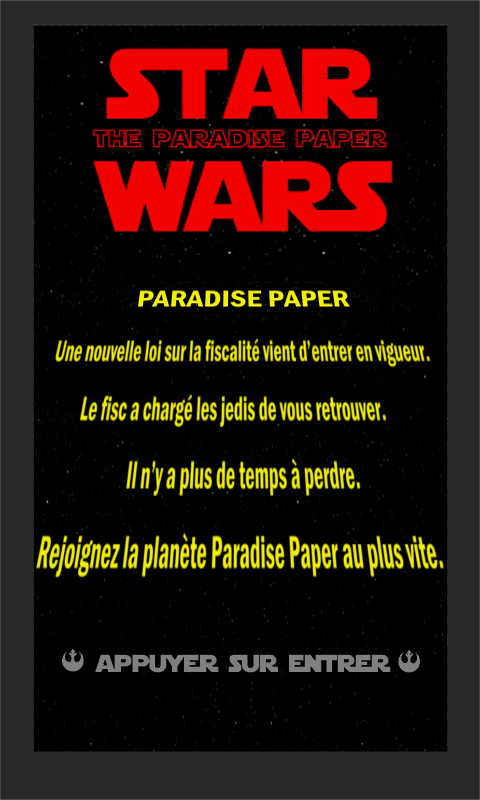 STAR
THE PARADISE PAPER
WARS
PARADISE PAPER
Une nouvelle loi sur la fiscalité vient d'entrer en vigueur.
Le fisc a chargé les jedis de vous retrouver.
Il n'y a plus de temps à perdre.
Rejoignez la planète Paradise Paper au plus vite.
APPUYER SUR ENTRER